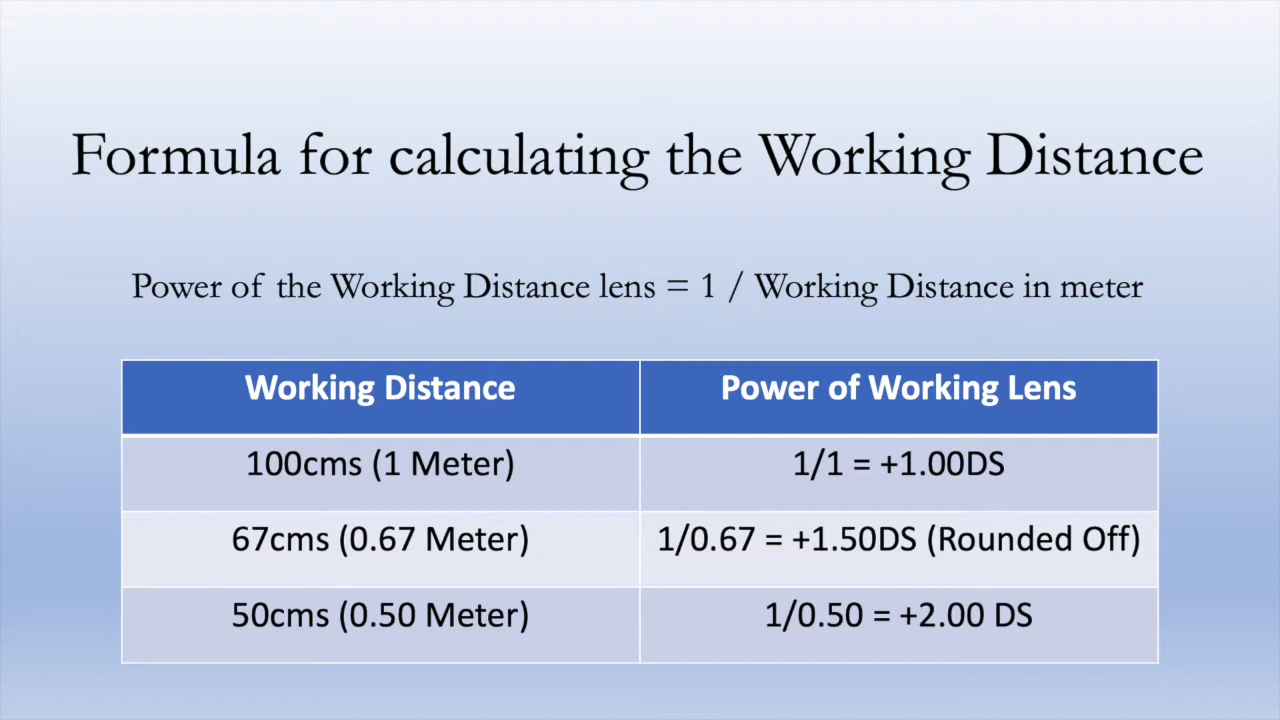 Formula for calculating the Working Distance
Power of the Working Distance lens = 1 / Working Distance in meter
Working Distance
Power of Working Lens
100cms (1 Meter)
1/1 = +1.00DS
67cms (0.67 Meter)
1/0.67 = +1.50DS (Rounded Off)
50cms (0.50 Meter)
1/0.50 = +2.00 DS